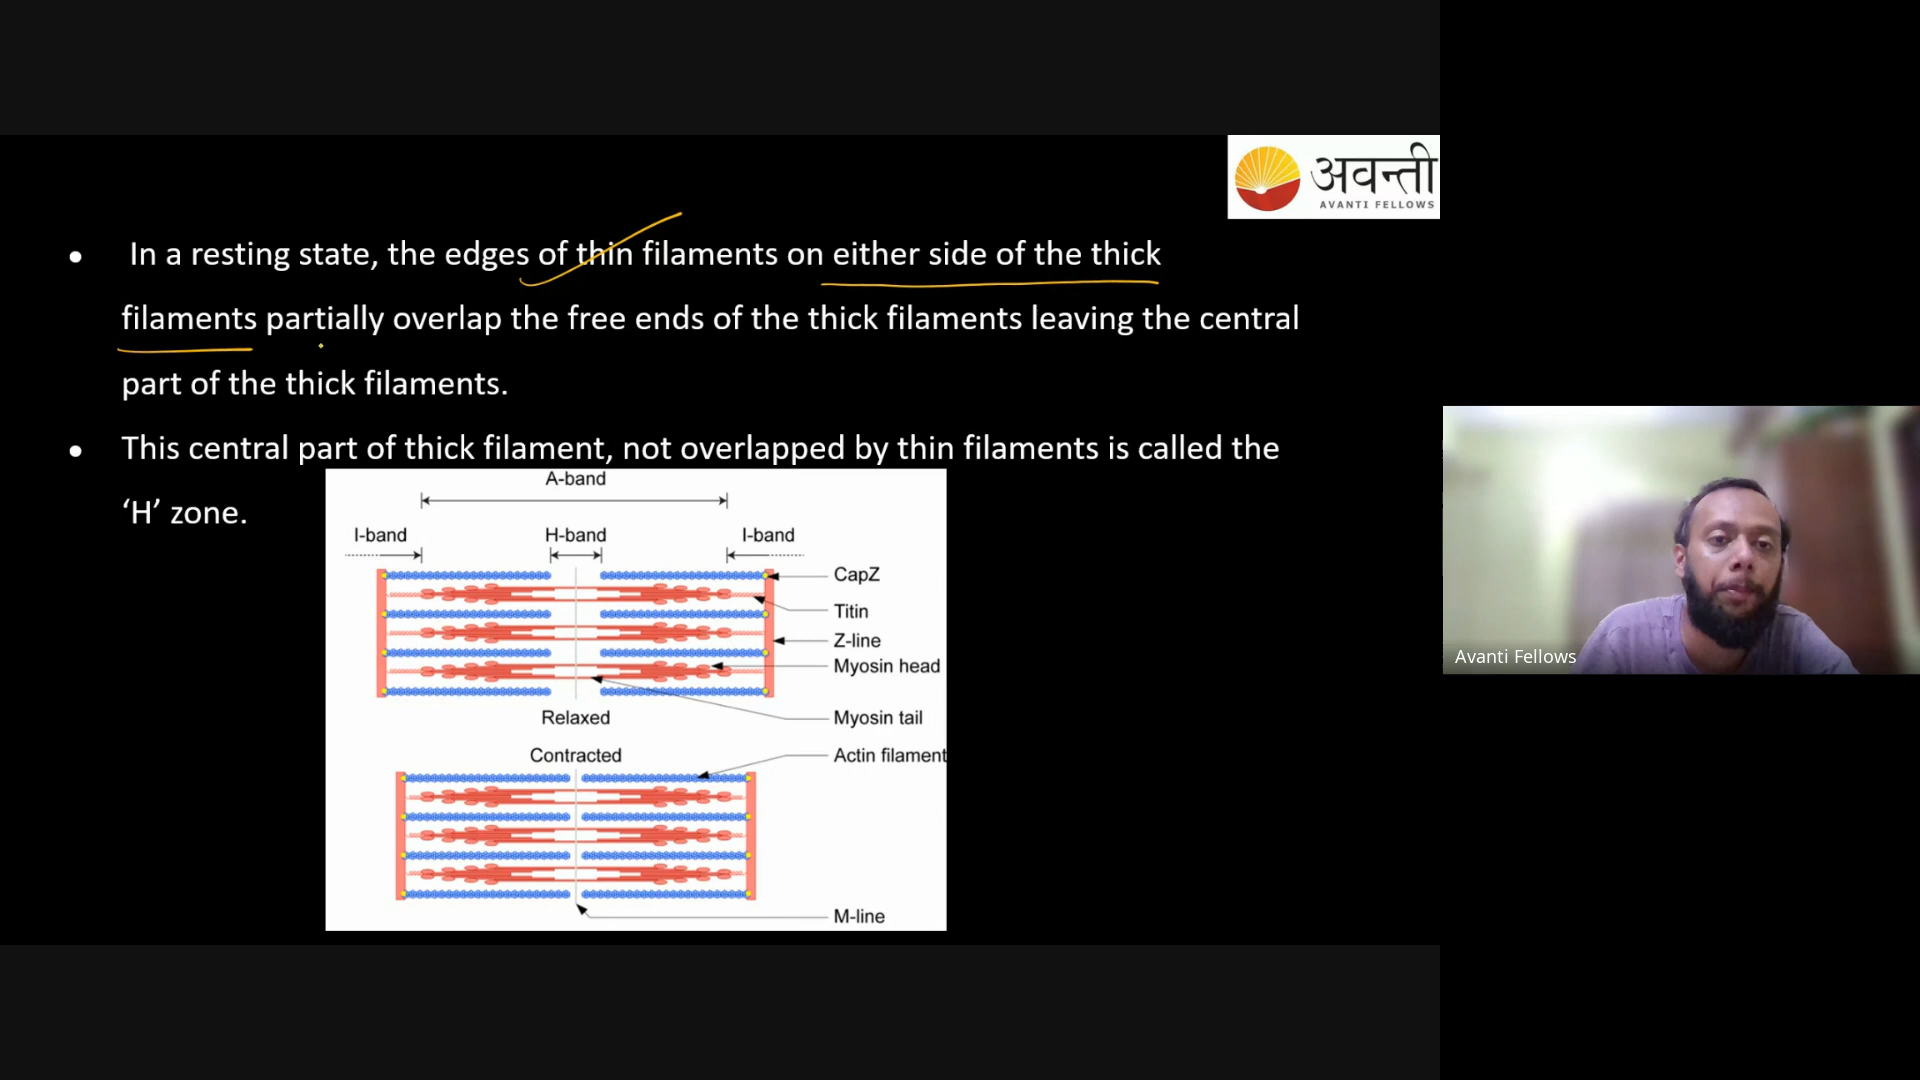 अवन्ती
AVANTI FELLOWS
• In a resting state, the edges of thin filaments on either side of the thick
filaments partially overlap the free ends of the thick filaments leaving the central
part of the thick filaments.
• This central part of thick filament, not overlapped by thin filaments is called the
‘H’ zone.
A-band
I-band H-band I-band
CapZ
Titin
Z-line
Myosin head
Relaxed
Myosin tail
Contracted
Actin filament
M-line
Avanti Fellows